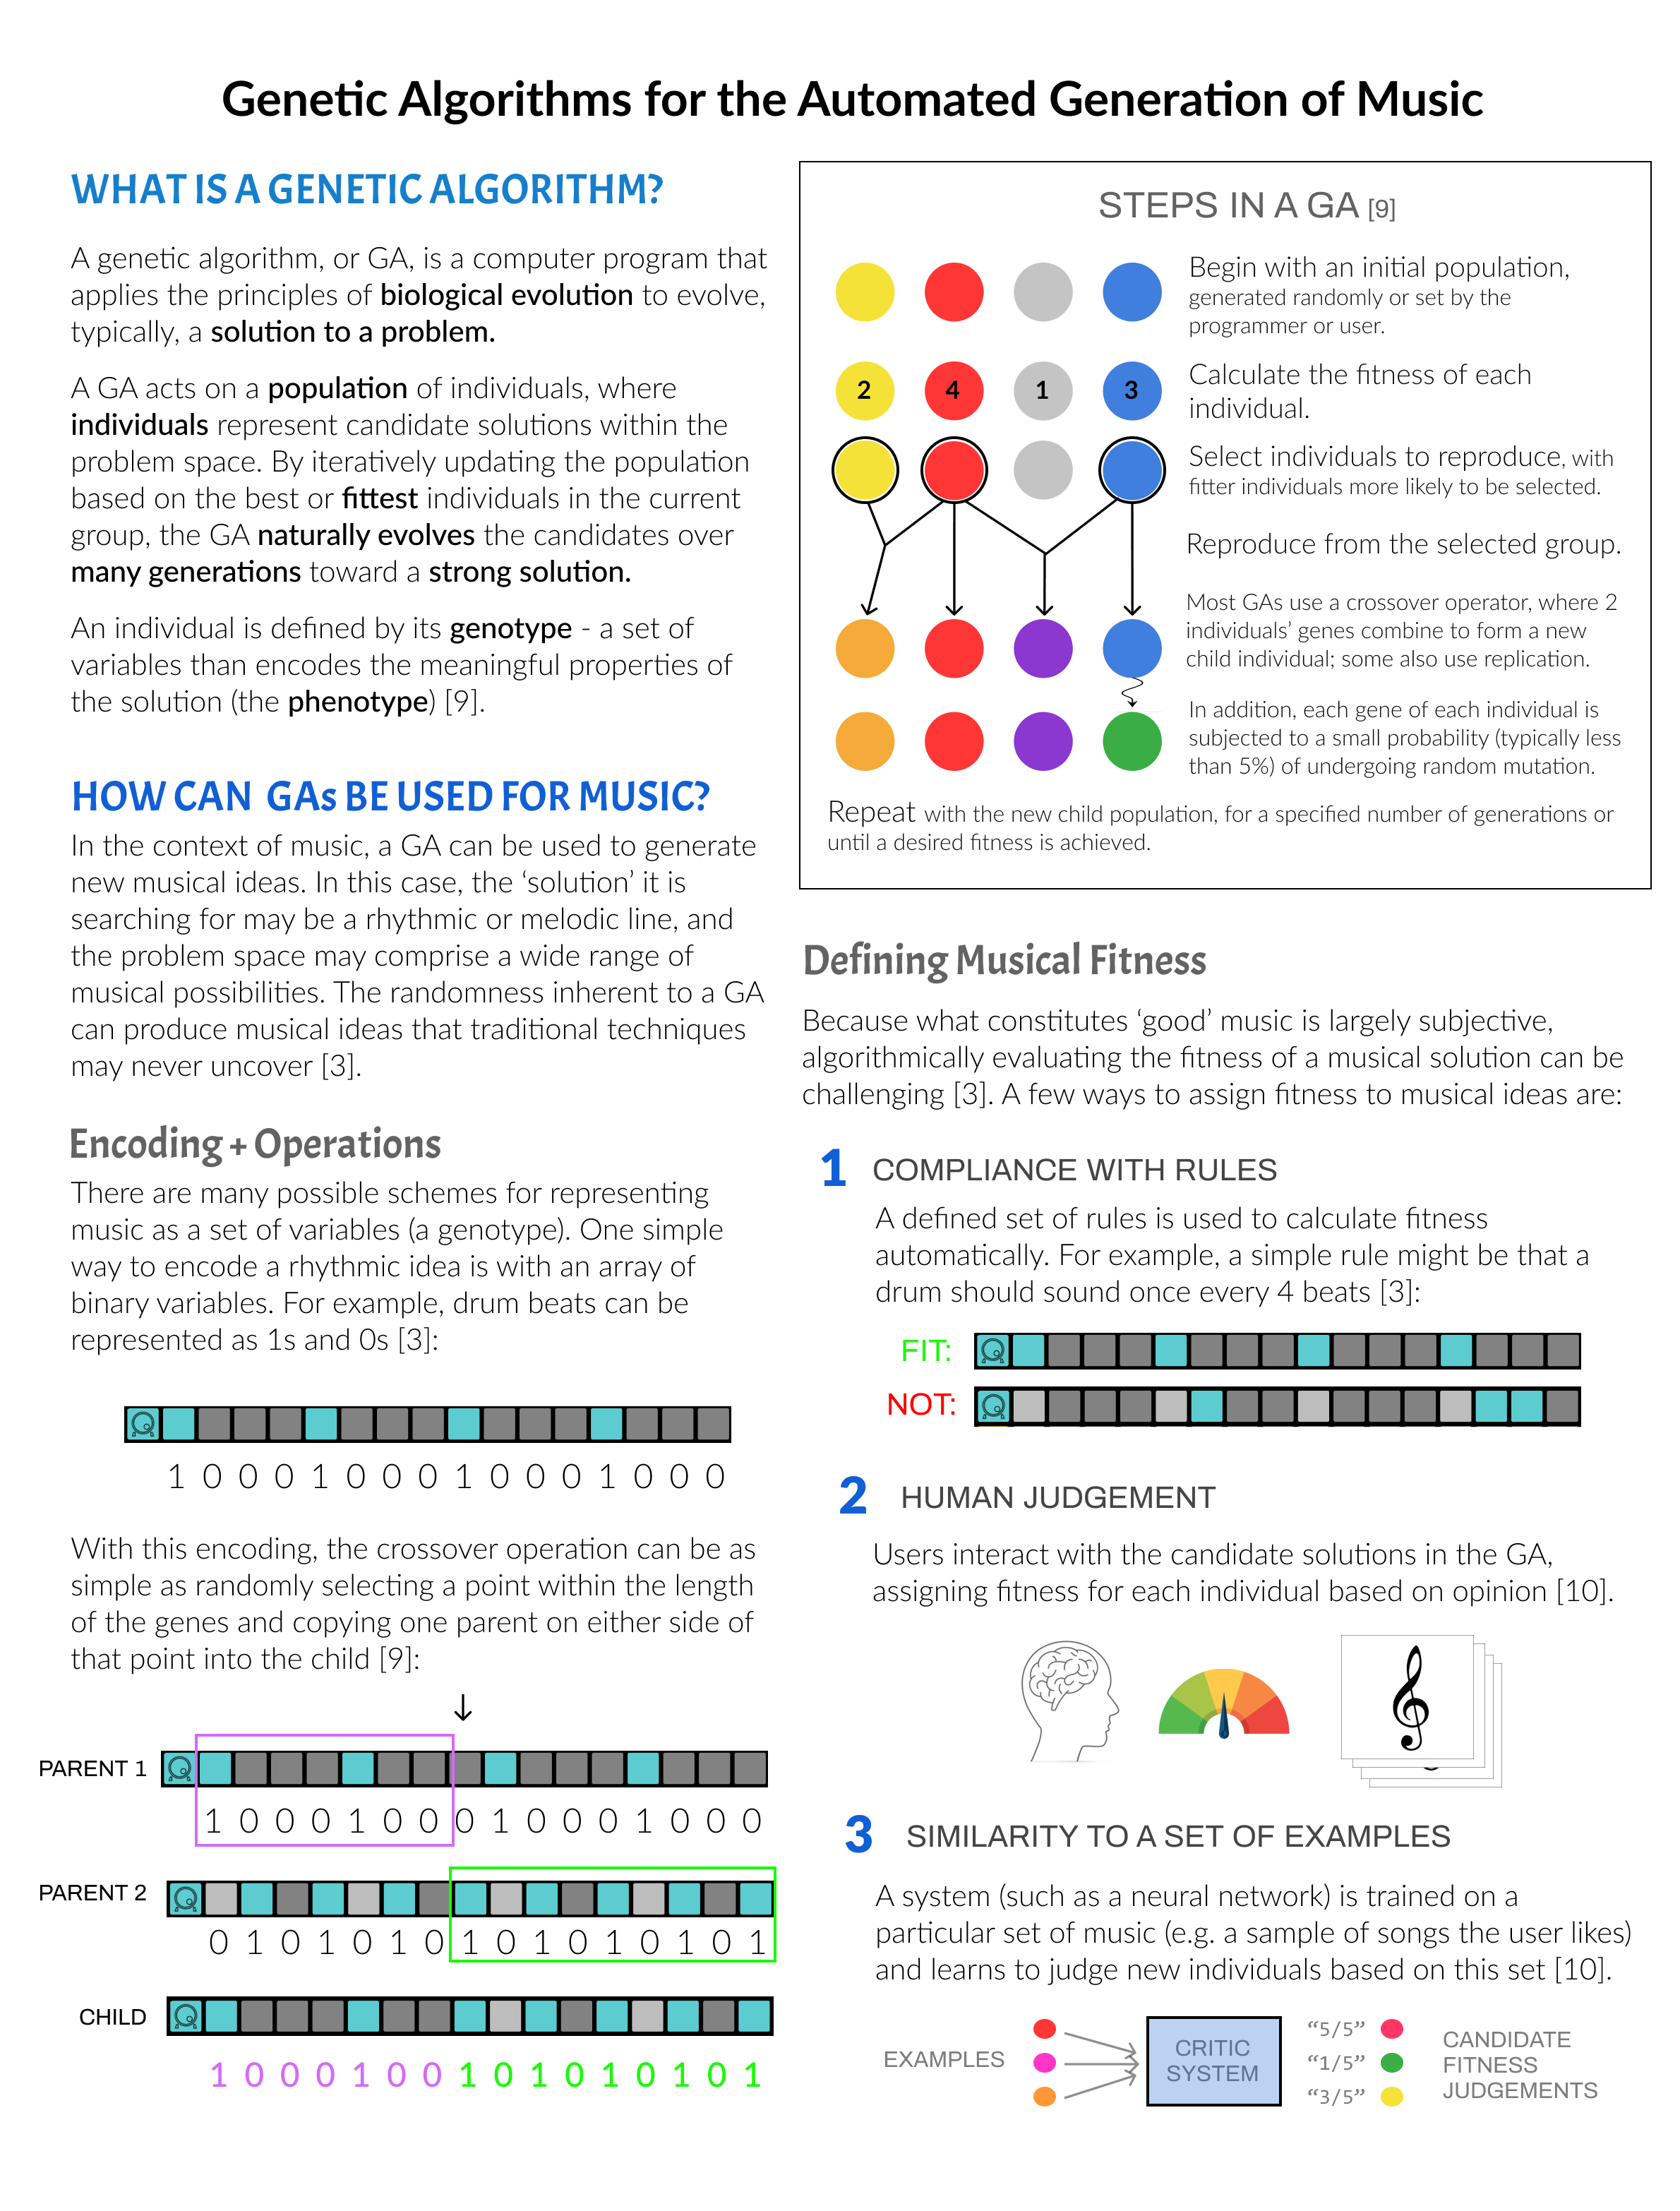 Genetic Algorithms for the Automated Generation of Music
WHAT IS A GENETIC ALGORITHM?
A genetic algorithm, or GA, is a computer program that
applies the principles of biological evolution to evolve,
typically, a solution to a problem.
A GA acts on a population of individuals, where
individuals represent candidate solutions within the
problem space. By iteratively updating the population
based on the best or fittest individuals in the current
group, the GA naturally evolves the candidates over
many generations toward a strong solution.
An individual is defined by its genotype - a set of
variables than encodes the meaningful properties of
the solution (the phenotype) [9].
HOW CAN GAs BE USED FOR MUSIC?
In the context of music, a GA can be used to generate
new musical ideas. In this case, the ‘solution’ it is
searching for may be a rhythmic or melodic line, and
the problem space may comprise a wide range of
musical possibilities. The randomness inherent to a GA
can produce musical ideas that traditional techniques
may never uncover [3].
Encoding + Operations
There are many possible schemes for representing
music as a set of variables (a genotype). One simple
way to encode a rhythmic idea is with an array of
binary variables. For example, drum beats can be
represented as 1s and 0s [3]:
1 0 0 0 1 0 0 0 1 0 0 0 1 0 0 0
With this encoding, the crossover operation can be as
simple as randomly selecting a point within the length
of the genes and copying one parent on either side of
that point into the child [9]:
PARENT 1
1 0 0 0 1 0 0 0 1 0 0 0 1 0 0 0
PARENT 2
0 1 0 1 0 1 0 1 0 1 0 1 0 1 0 1
CHILD
1 0 0 0 1 0 0 1 0 1 0 1 0 1 0 1
STEPS IN A GA [9]
Begin with an initial population,
generated randomly or set by the
programmer or user.
2 4 1 3
Calculate the fitness of each
individual.
Select individuals to reproduce, with
fitter individuals more likely to be selected.
Reproduce from the selected group.
Most GAs use a crossover operator, where 2
individuals’ genes combine to form a new
child individual; some also use replication.
In addition, each gene of each individual is
subjected to a small probability (typically less
than 5%) of undergoing random mutation.
Repeat with the new child population, for a specified number of generations or
until a desired fitness is achieved.
Defining Musical Fitness
Because what constitutes ‘good’ music is largely subjective,
algorithmically evaluating the fitness of a musical solution can be
challenging [3]. A few ways to assign fitness to musical ideas are:
1 COMPLIANCE WITH RULES
A defined set of rules is used to calculate fitness
automatically. For example, a simple rule might be that a
drum should sound once every 4 beats [3]:
FIT:
NOT:
2 HUMAN JUDGEMENT
Users interact with the candidate solutions in the GA,
assigning fitness for each individual based on opinion [10].
3 SIMILARITY TO A SET OF EXAMPLES
A system (such as a neural network) is trained on a
particular set of music (e.g. a sample of songs the user likes)
and learns to judge new individuals based on this set [10].
EXAMPLES
CRITIC
SYSTEM
“5/5”
“1/5”
“3/5”
CANDIDATE
FITNESS
JUDGEMENTS